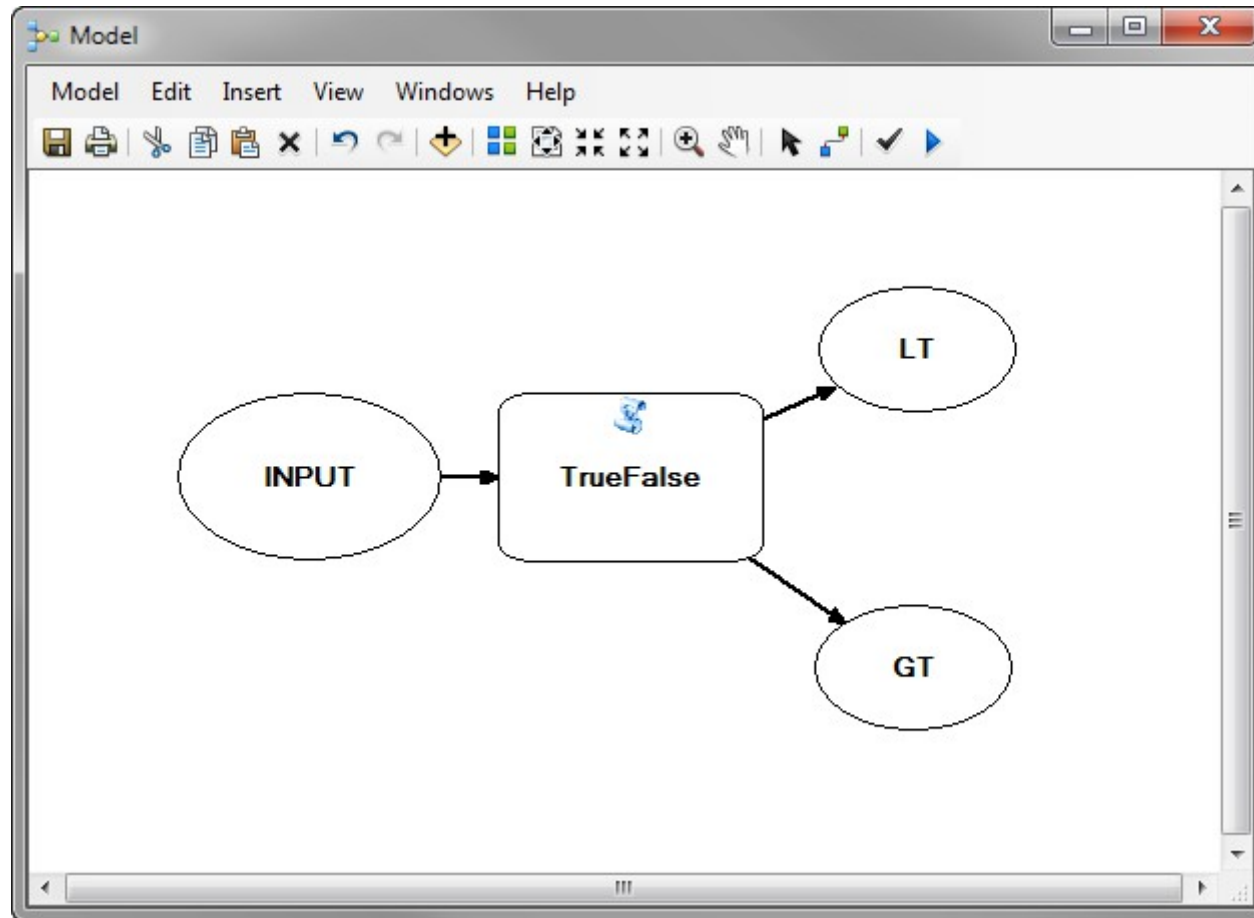 Model
Model Edit Insert View Windows Help
LT
INPUT
TrueFalse
GT